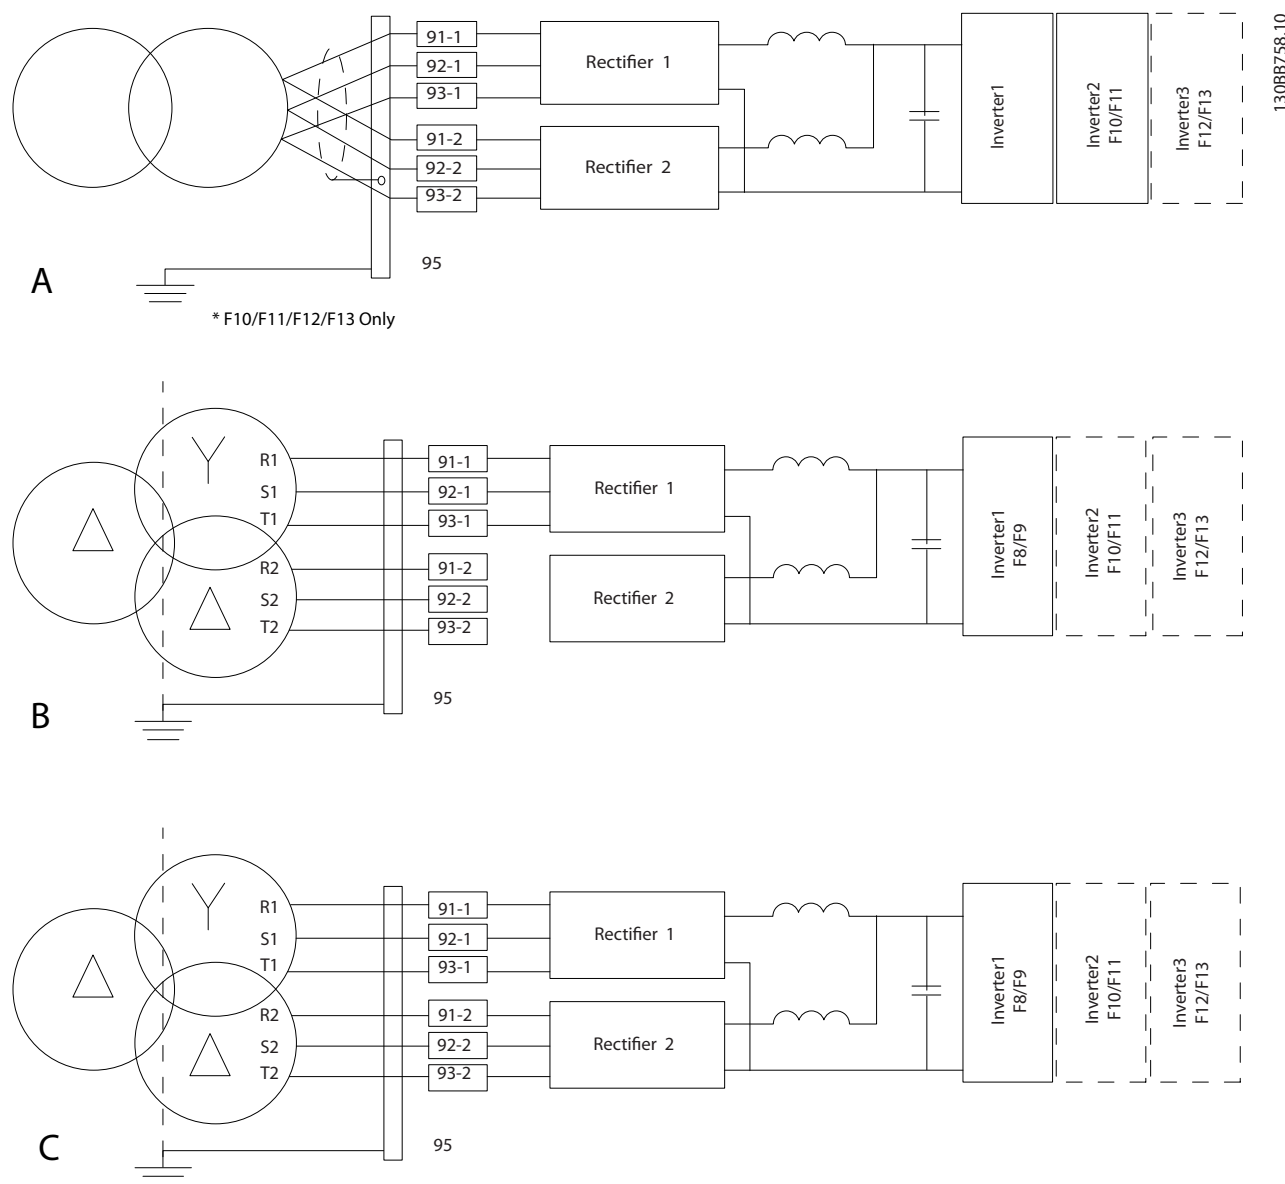 130BB758.10
91-1
92-1
93-1
91-2
92-2
93-2
95
Rectifier 1
Rectifier 2
Inverter1
Inverter2
F10/F11
Inverter3
F12/F13
A
* F10/F11/F12/F13 Only
R1
S1
T1
R2
S2
T2
91-1
92-1
93-1
91-2
92-2
93-2
95
Rectifier 1
Rectifier 2
Inverter1
F8/F9
Inverter2
F10/F11
Inverter3
F12/F13
B
R1
S1
T1
R2
S2
T2
91-1
92-1
93-1
91-2
92-2
93-2
95
Rectifier 1
Rectifier 2
Inverter1
F8/F9
Inverter2
F10/F11
Inverter3
F12/F13
C